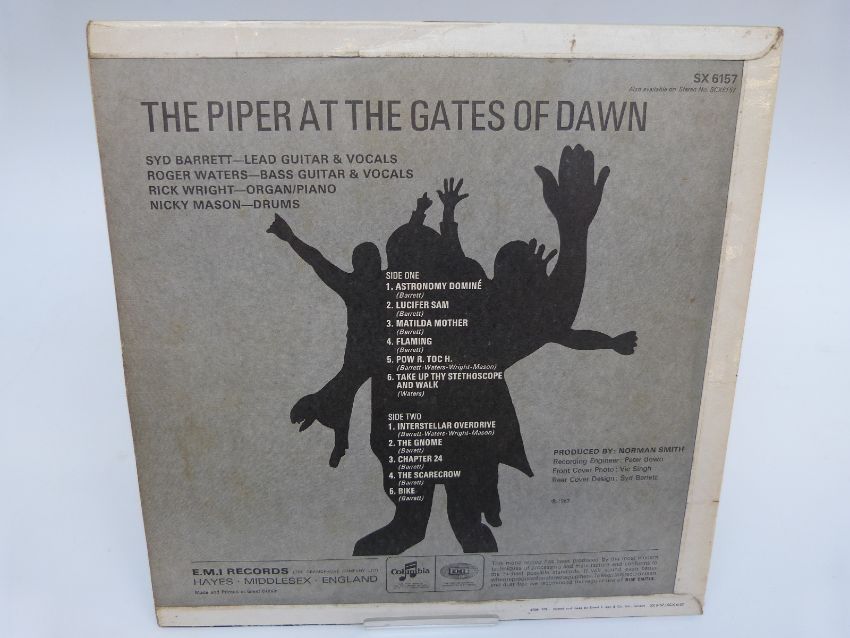 SX 6157
Also available on Stereo No. SCX6157
THE PIPER AT THE GATES OF DAWN
SYD BARRETT—LEAD GUITAR & VOCALS
ROGER WATERS—BASS GUITAR & VOCALS
RICK WRIGHT—ORGAN/PIANO
NICKY MASON—DRUMS
SIDE ONE
1. ASTRONOMY DOMINÉ
(Barrett)
2. LUCIFER SAM
(Barrett)
3. MATILDA MOTHER
(Barrett)
4. FLAMING
(Barrett)
5. POW R. TOC H.
(Barrett-Waters-Wright-Mason)
6. TAKE UP THY STETHOSCOPE
AND WALK
(Waters)
SIDE TWO
1. INTERSTELLAR OVERDRIVE
(Barrett-Waters-Wright-Mason)
2. THE GNOME
(Barrett)
3. CHAPTER 24
(Barrett)
4. THE SCARECROW
(Barrett)
5. BIKE
(Barrett)
PRODUCED BY: NORMAN SMITH
Recording Engineer: Peter Bown
Front Cover Photo: Vic Singh
Rear Cover Design: Syd Barrett
℗ 1967
E.M.I RECORDS (THE GRAMOPHONE COMPANY LTD)
HAYES · MIDDLESEX · ENGLAND
Made and Printed in Great Britain
Columbia
EMI